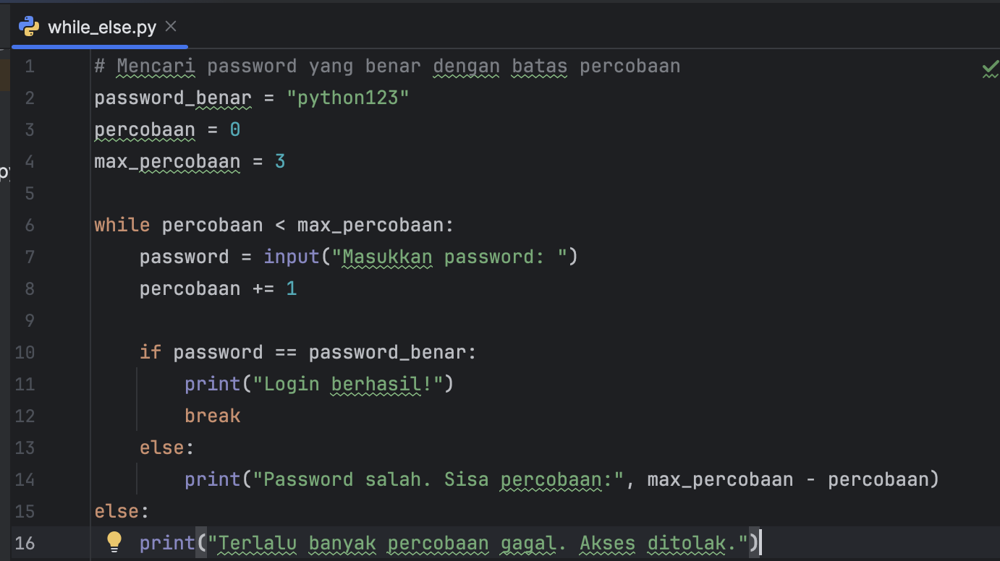 while_else.py
1 # Mencari password yang benar dengan batas percobaan
2 password_benar = "python123"
3 percobaan = 0
4 max_percobaan = 3
5
6 while percobaan < max_percobaan:
7     password = input("Masukkan password: ")
8     percobaan += 1
9
10     if password == password_benar:
11         print("Login berhasil!")
12         break
13     else:
14         print("Password salah. Sisa percobaan:", max_percobaan - percobaan)
15 else:
16     print("Terlalu banyak percobaan gagal. Akses ditolak.")